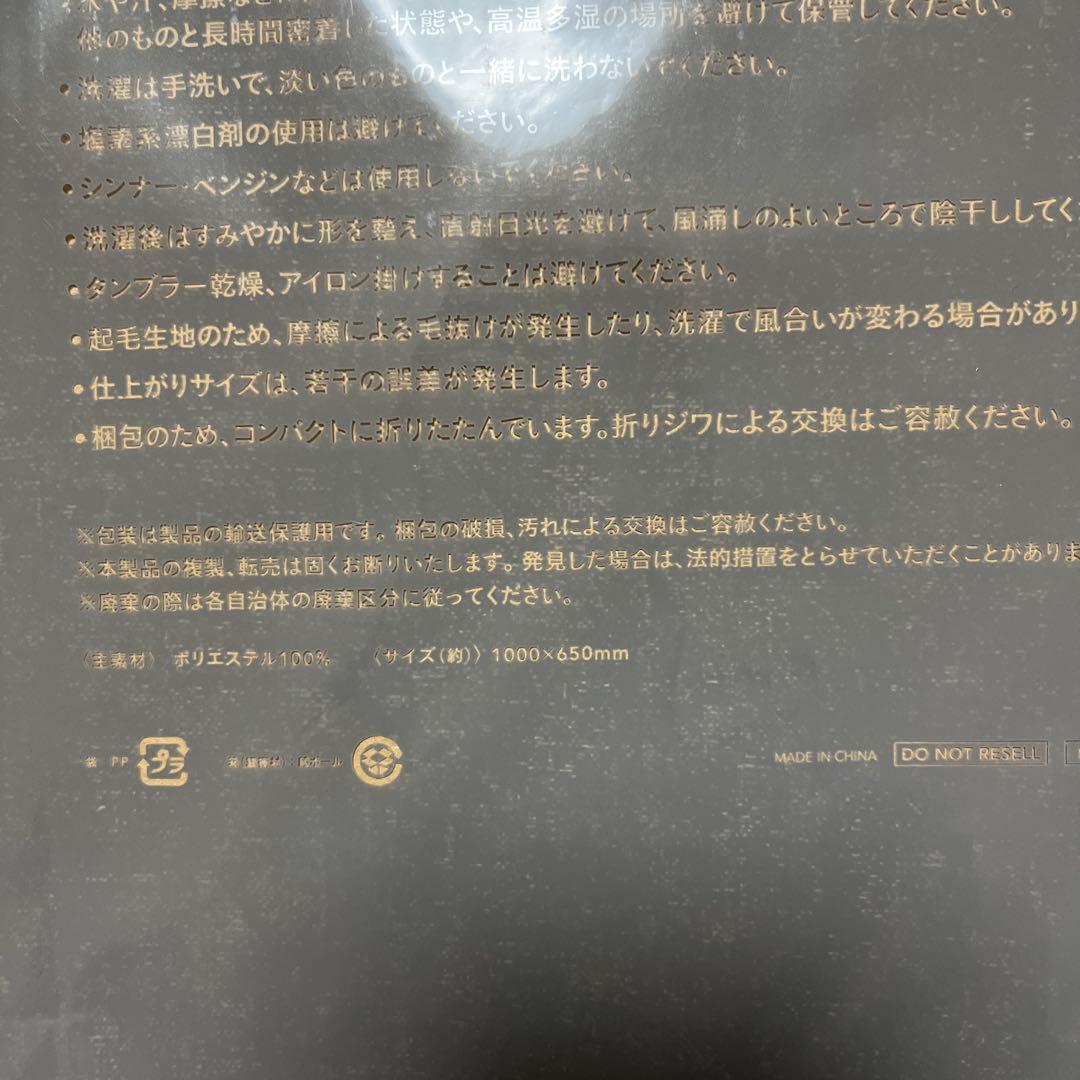 水や汗、摩擦など
他のものと長時間密着した状態や、高温多湿の場所を避けて保管してください。
・洗濯は手洗いで、淡い色のものと一緒に洗わないでください。
・塩素系漂白剤の使用は避けてください。
・シンナー・ベンジンなどは使用しないでください。
・洗濯後はすみやかに形を整え、直射日光を避けて、風通しのよいところで陰干ししてく
・タンブラー乾燥、アイロン掛けすることは避けてください。
・起毛生地のため、摩擦による毛抜けが発生したり、洗濯で風合いが変わる場合があり
・仕上がりサイズは、若干の誤差が発生します。
・梱包のため、コンパクトに折りたたんでいます。折りジワによる交換はご容赦ください。
※包装は製品の輸送保護用です。梱包の破損、汚れによる交換はご容赦ください。
※本製品の複製、転売は固くお断りいたします。発見した場合は、法的措置をとらせていただくことがありま
※廃棄の際は各自治体の廃棄区分に従ってください。
〈主素材〉 ポリエステル100% 〈サイズ(約)〉1000×650mm
袋 PP プラ 段ボール MADE IN CHINA DO NOT RESELL